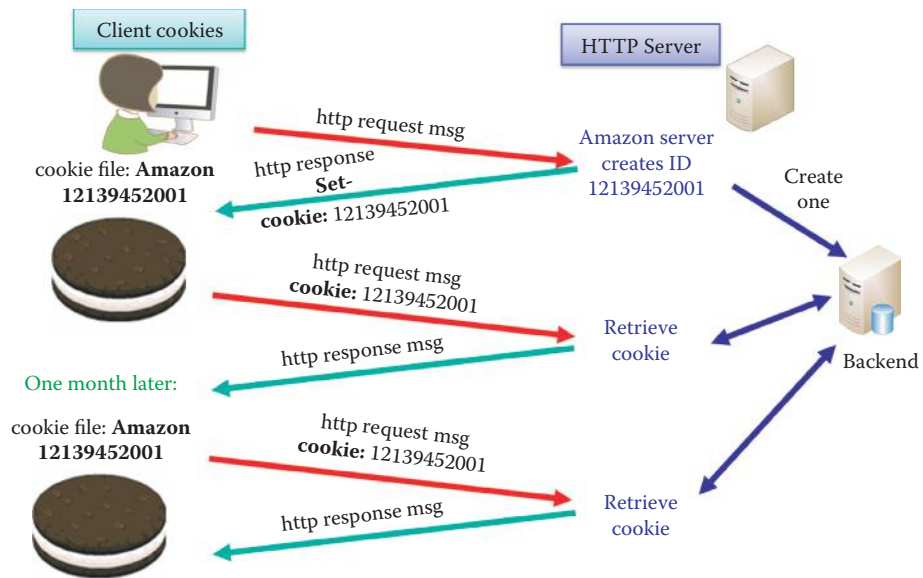 Client cookies
HTTP Server
http request msg
Amazon server
creates ID
12139452001
cookie file: Amazon
12139452001
http response
Set-
cookie: 12139452001
Create
one
http request msg
cookie: 12139452001
Retrieve
cookie
http response msg
Backend
One month later:
cookie file: Amazon
12139452001
http request msg
cookie: 12139452001
Retrieve
cookie
http response msg